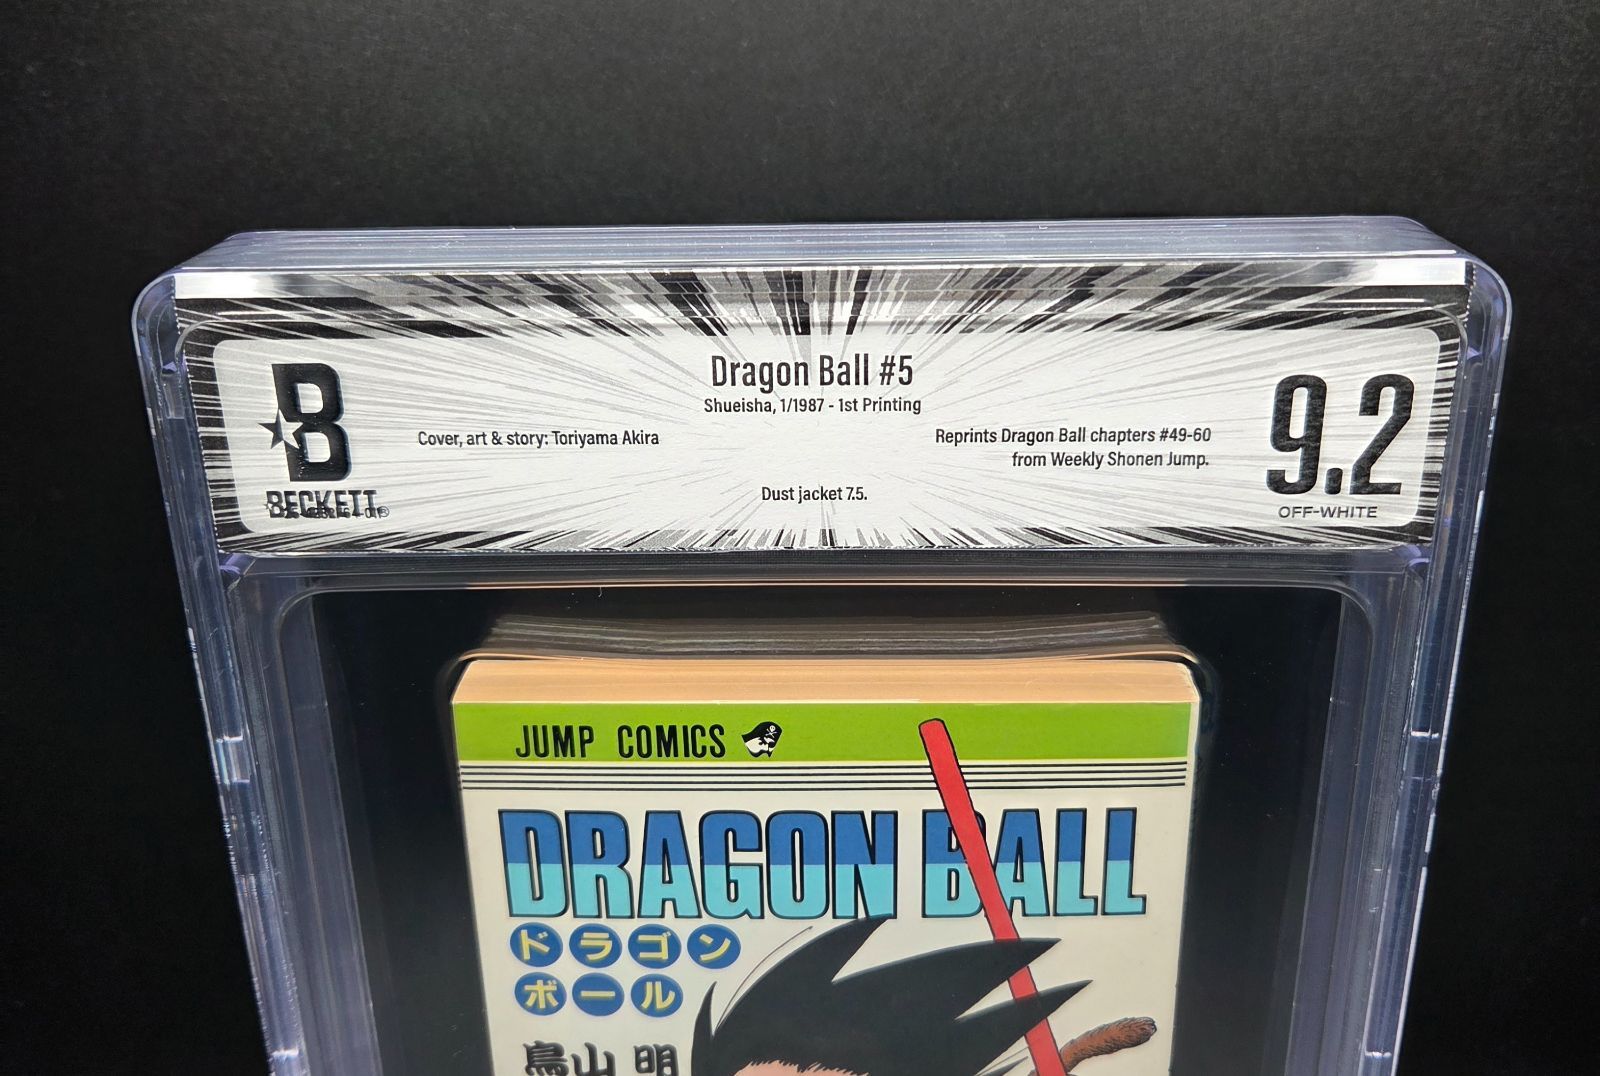 Dragon Ball #5
Shueisha, 1/1987 - 1st Printing
Cover, art & story: Toriyama Akira
Reprints Dragon Ball chapters #49-60
from Weekly Shonen Jump.
Dust jacket 7.5.
B
BECKETT
9.2
OFF-WHITE
JUMP COMICS
DRAGON BALL
ドラゴン
ボール
鳥山明